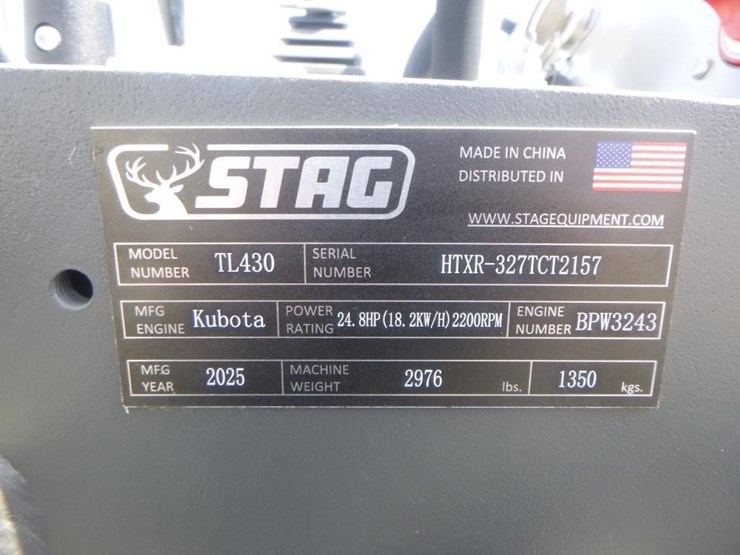 STAG
MADE IN CHINA
DISTRIBUTED IN
WWW.STAGEQUIPMENT.COM
MODEL NUMBER TL430 SERIAL NUMBER HTXR-327TCT2157
MFG ENGINE Kubota POWER RATING 24.8HP(18.2KW/H)2200RPM ENGINE NUMBER BPW3243
MFG YEAR 2025 MACHINE WEIGHT 2976 lbs. 1350 kgs.